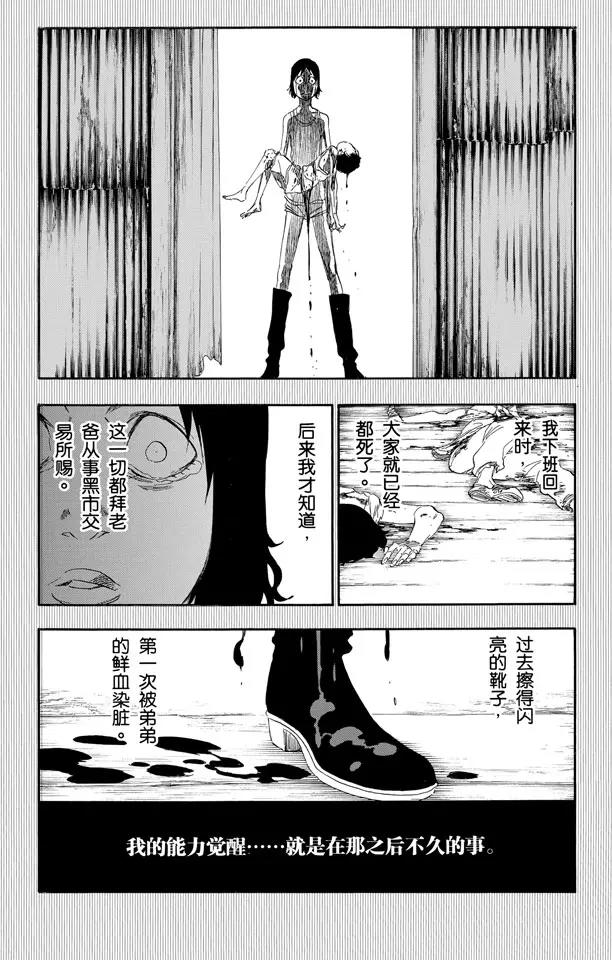 我下班回
来时，
大家就已经
都死了。
后来我才知道，
这一切都拜老
爸从事黑市交
易所赐。
过去擦得闪
亮的靴子，
第一次被弟弟
的鲜血染脏。
我的能力觉醒……就是在那之后不久的事。